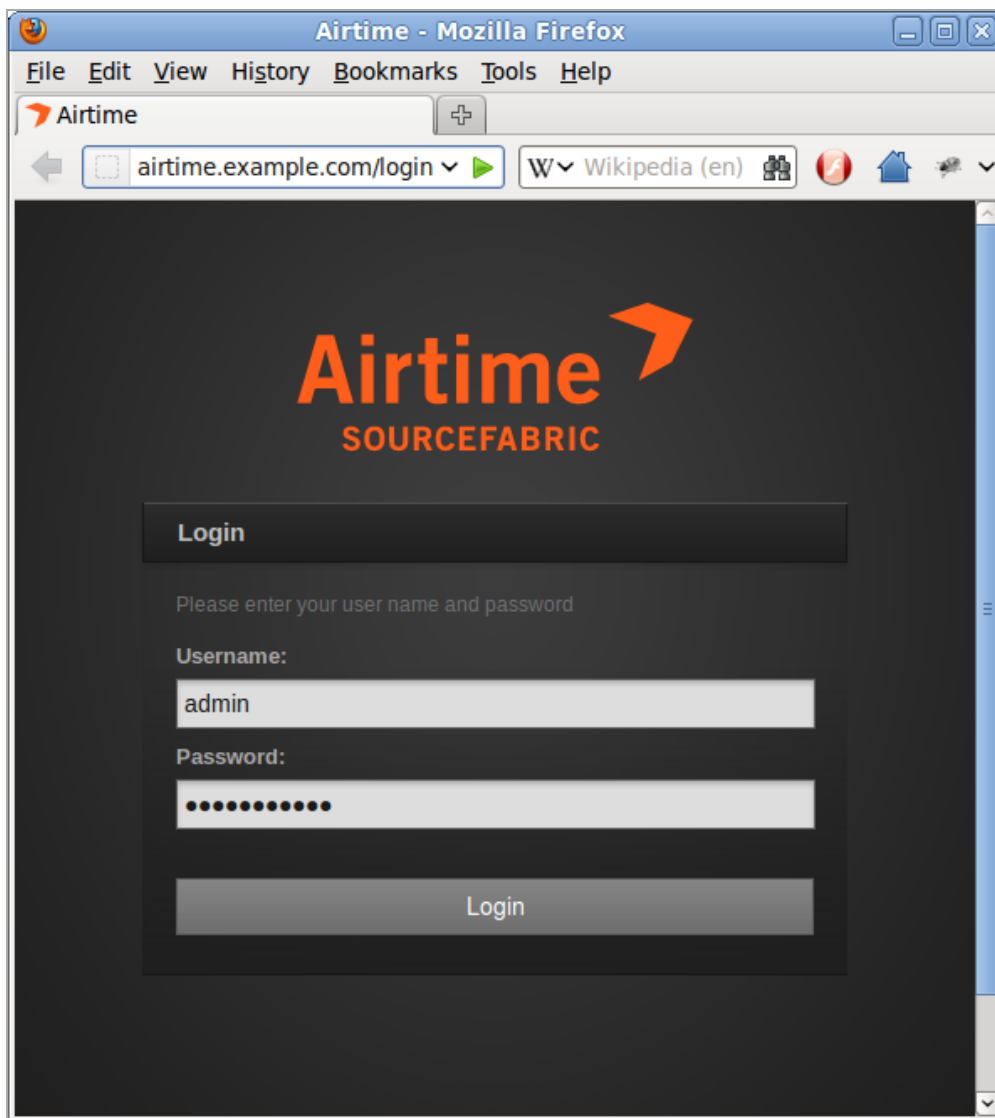 Airtime - Mozilla Firefox
File Edit View History Bookmarks Tools Help
Airtime
airtime.example.com/login W Wikipedia (en)
Airtime
SOURCEFABRIC
Login
Please enter your user name and password
Username:
admin
Password:
●●●●●●●●●●●
Login